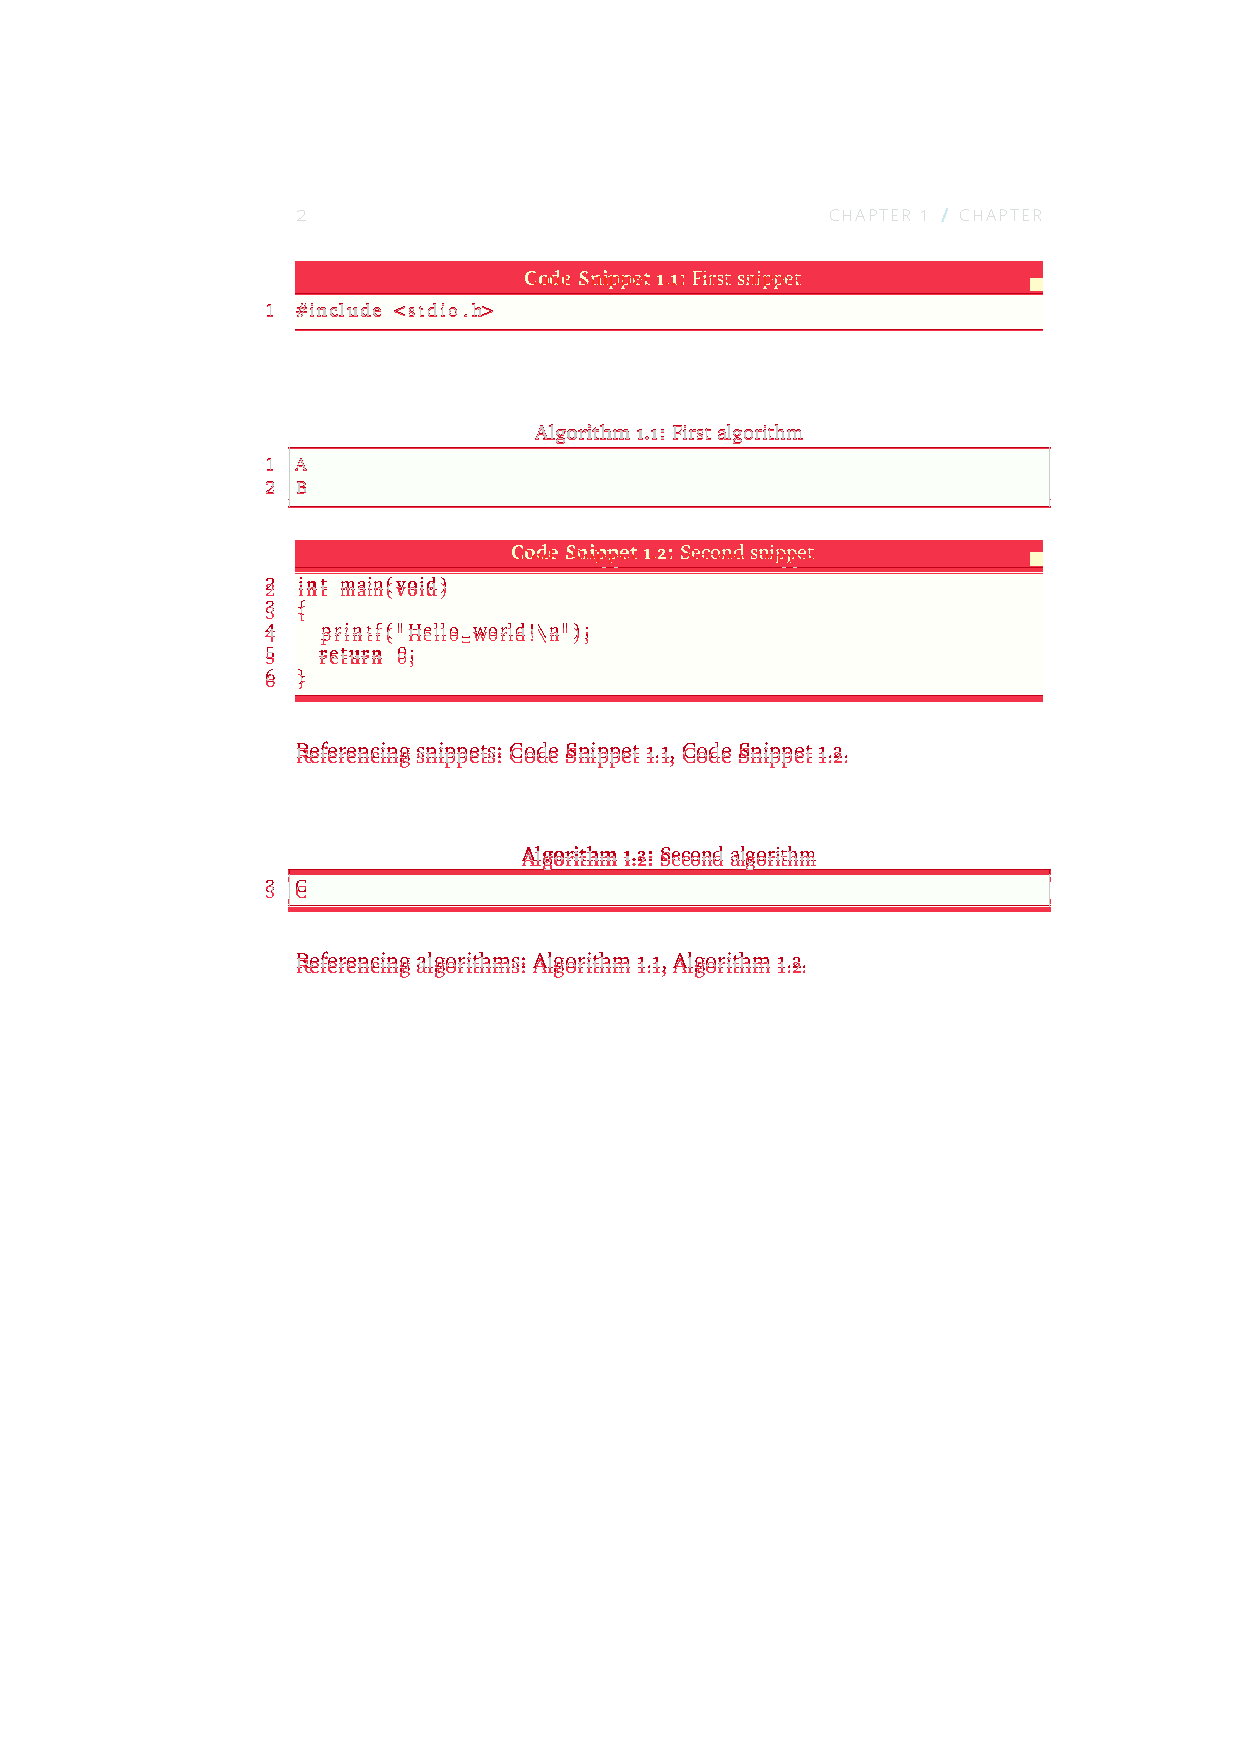 2 CHAPTER 1 / CHAPTER
Code Snippet 1.1: First snippet
1 #include <stdio.h>
Algorithm 1.1: First algorithm
1 A
2 B
Code Snippet 1.2: Second snippet
2 int main(void)
3 {
4 printf("Hello␣world!\n");
5 return 0;
6 }
Referencing snippets: Code Snippet 1.1, Code Snippet 1.2.
Algorithm 1.2: Second algorithm
3 C
Referencing algorithms: Algorithm 1.1, Algorithm 1.2.